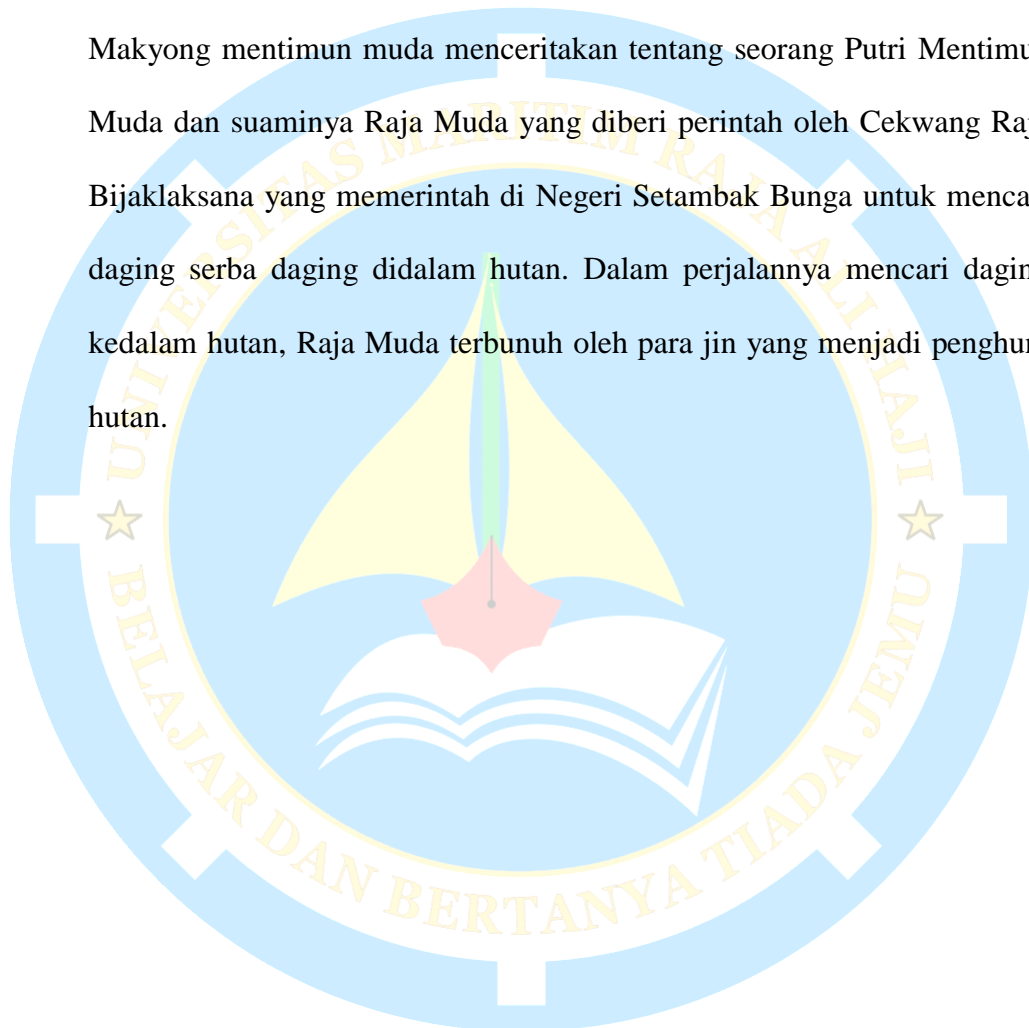 Makyong mentimun muda menceritakan tentang seorang Putri Mentimu
Muda dan suaminya Raja Muda yang diberi perintah oleh Cekwang Raj
Bijaklaksana yang memerintah di Negeri Setambak Bunga untuk menca
daging serba daging didalam hutan. Dalam perjalannya mencari dagin
kedalam hutan, Raja Muda terbunuh oleh para jin yang menjadi penghun
hutan.
UNIVERSITAS MARITIM RAJA ALI HAJI
BELAJAR DAN BERTANYA TIADA JEMU